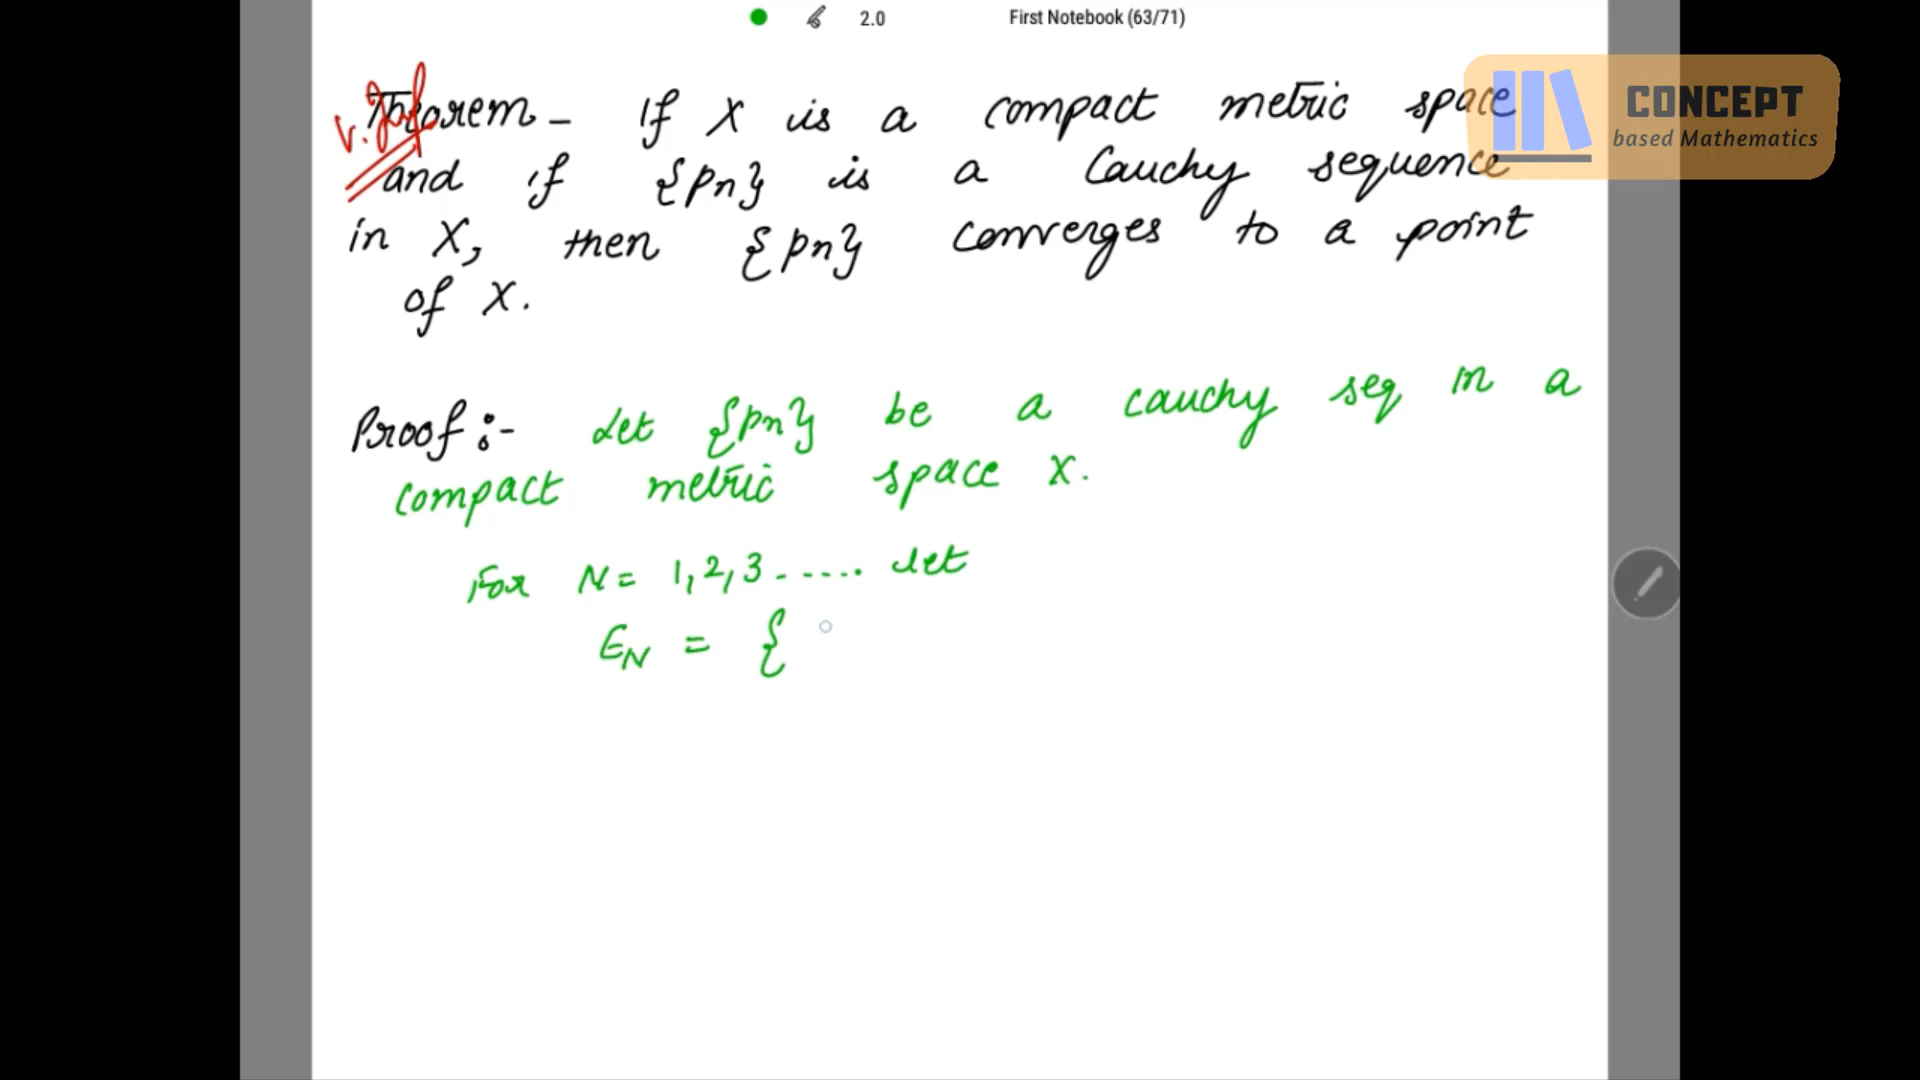 2.0 First Notebook (63/71)
CONCEPT
based Mathematics
Theorem - If X is a compact metric space
and if {pn} is a Cauchy sequence
in X, then {pn} converges to a point
of X.
Proof :- Let {pn} be a cauchy seq in a
compact metric space X.
For N = 1, 2, 3 - ..... let
EN = {